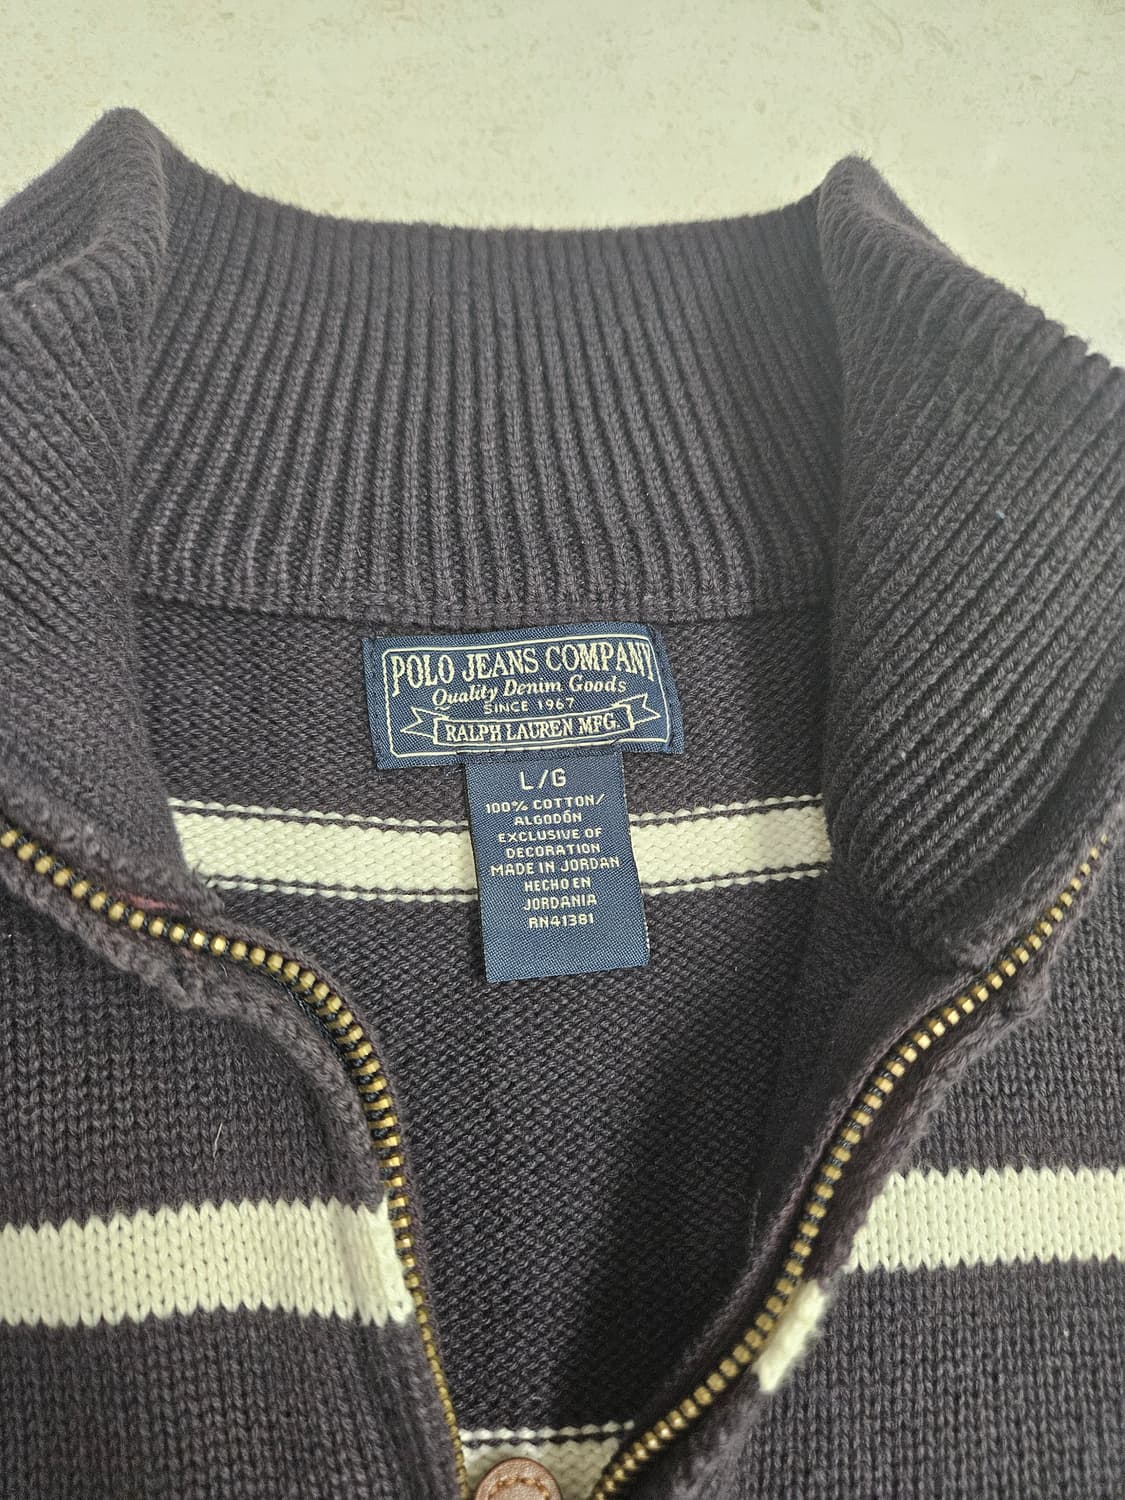 POLO JEANS COMPANY
Quality Denim Goods
SINCE 1967
RALPH LAUREN MFG.
L/G
100% COTTON/
ALGODÓN
EXCLUSIVE OF
DECORATION
MADE IN JORDAN
HECHO EN
JORDANIA
RN41381